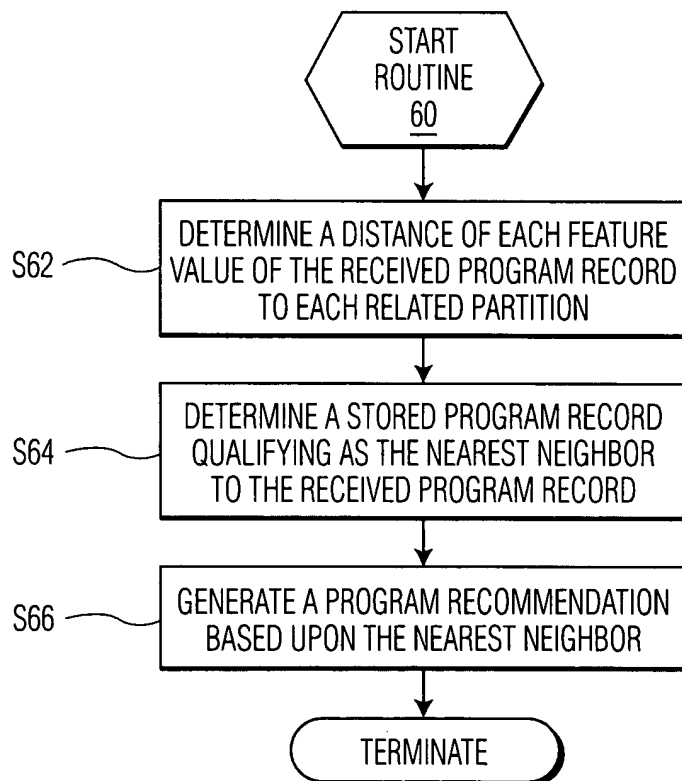 START
ROUTINE
60
S62
DETERMINE A DISTANCE OF EACH FEATURE
VALUE OF THE RECEIVED PROGRAM RECORD
TO EACH RELATED PARTITION
S64
DETERMINE A STORED PROGRAM RECORD
QUALIFYING AS THE NEAREST NEIGHBOR
TO THE RECEIVED PROGRAM RECORD
S66
GENERATE A PROGRAM RECOMMENDATION
BASED UPON THE NEAREST NEIGHBOR
TERMINATE